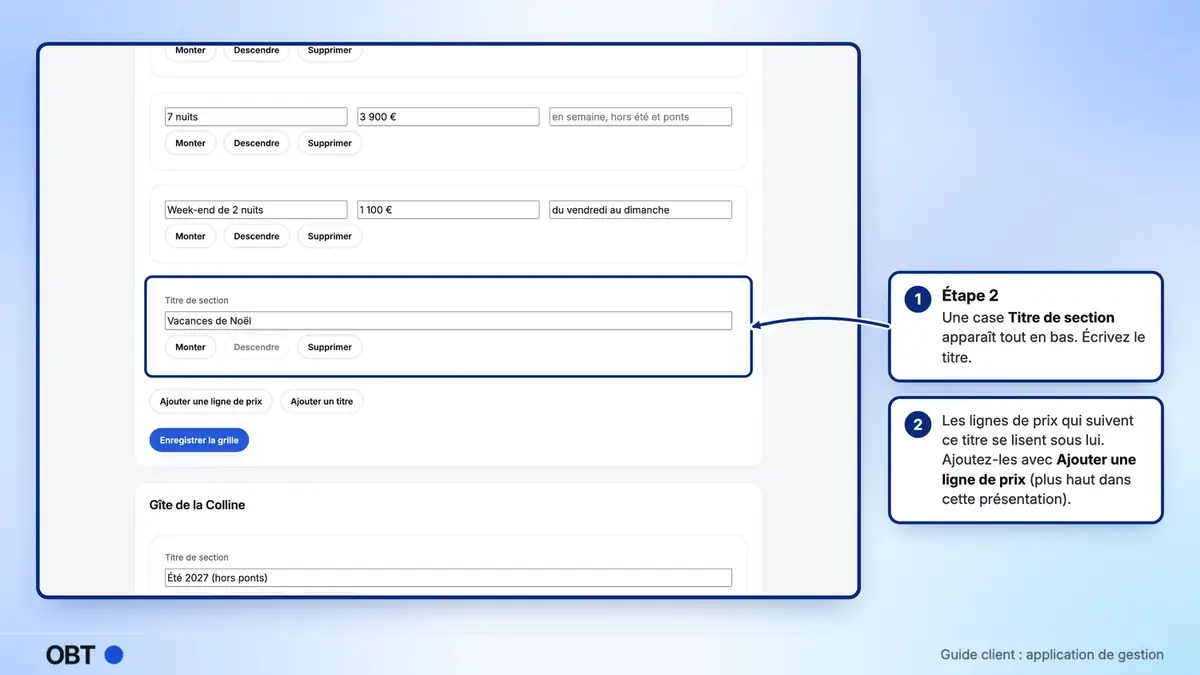 Monter Descendre Supprimer
7 nuits 3 900 € en semaine, hors été et ponts
Monter Descendre Supprimer
Week-end de 2 nuits 1 100 € du vendredi au dimanche
Monter Descendre Supprimer
Titre de section
Vacances de Noël
Monter Descendre Supprimer
Ajouter une ligne de prix Ajouter un titre
Enregistrer la grille
Gîte de la Colline
Titre de section
Été 2027 (hors ponts)
1 Étape 2
Une case Titre de section
apparaît tout en bas. Écrivez le
titre.
2 Les lignes de prix qui suivent
ce titre se lisent sous lui.
Ajoutez-les avec Ajouter une
ligne de prix (plus haut dans
cette présentation).
OBT
Guide client : application de gestion